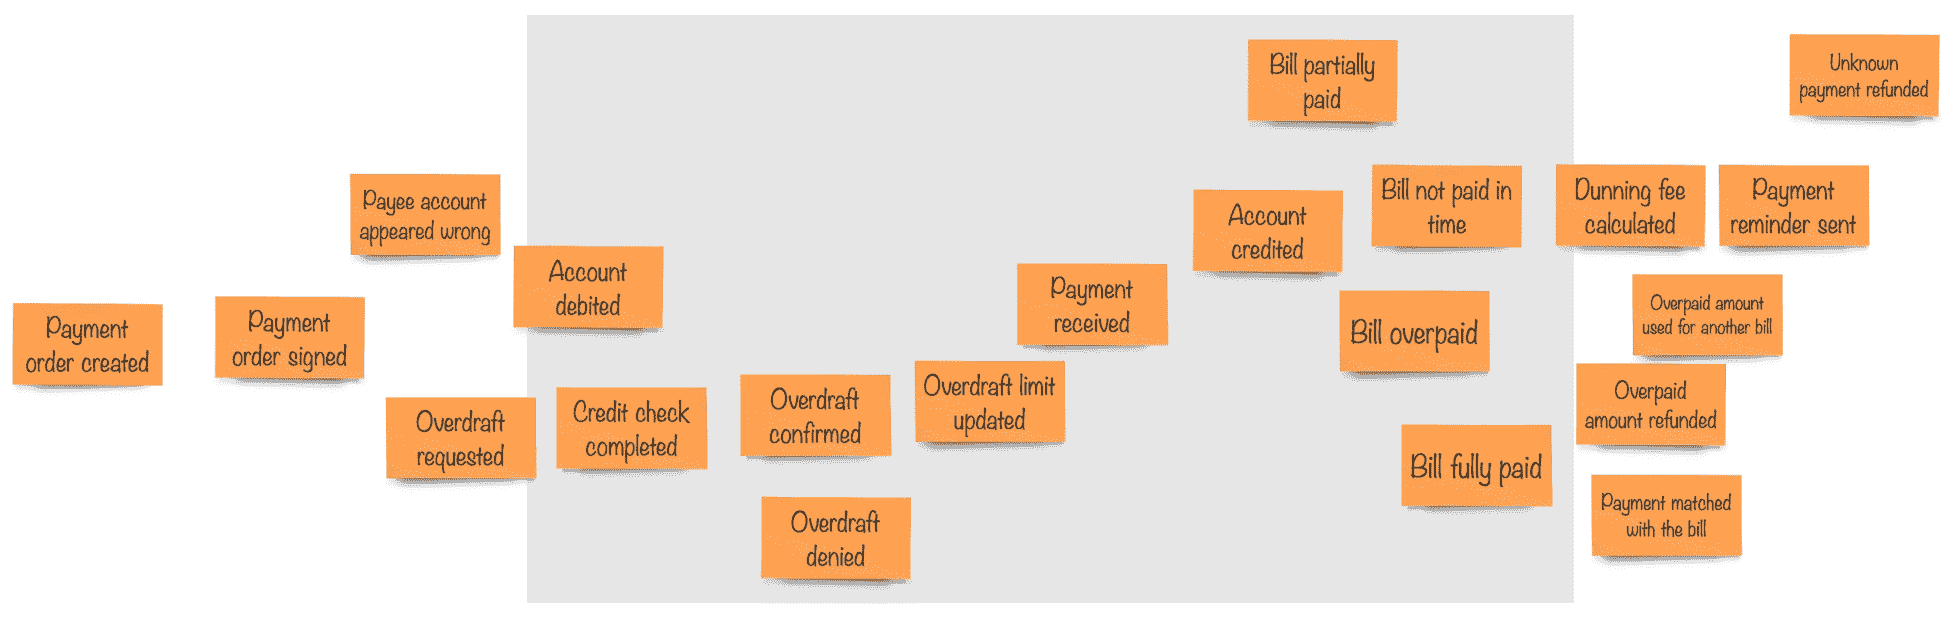 Payment
order created
Payment
order signed
Payee account
appeared wrong
Overdraft
requested
Account
debited
Credit check
completed
Overdraft
confirmed
Overdraft
denied
Overdraft limit
updated
Payment
received
Account
credited
Bill partially
paid
Bill not paid in
time
Bill overpaid
Bill fully paid
Dunning fee
calculated
Payment
reminder sent
Unknown
payment refunded
Overpaid amount
used for another bill
Overpaid
amount refunded
Payment matched
with the bill